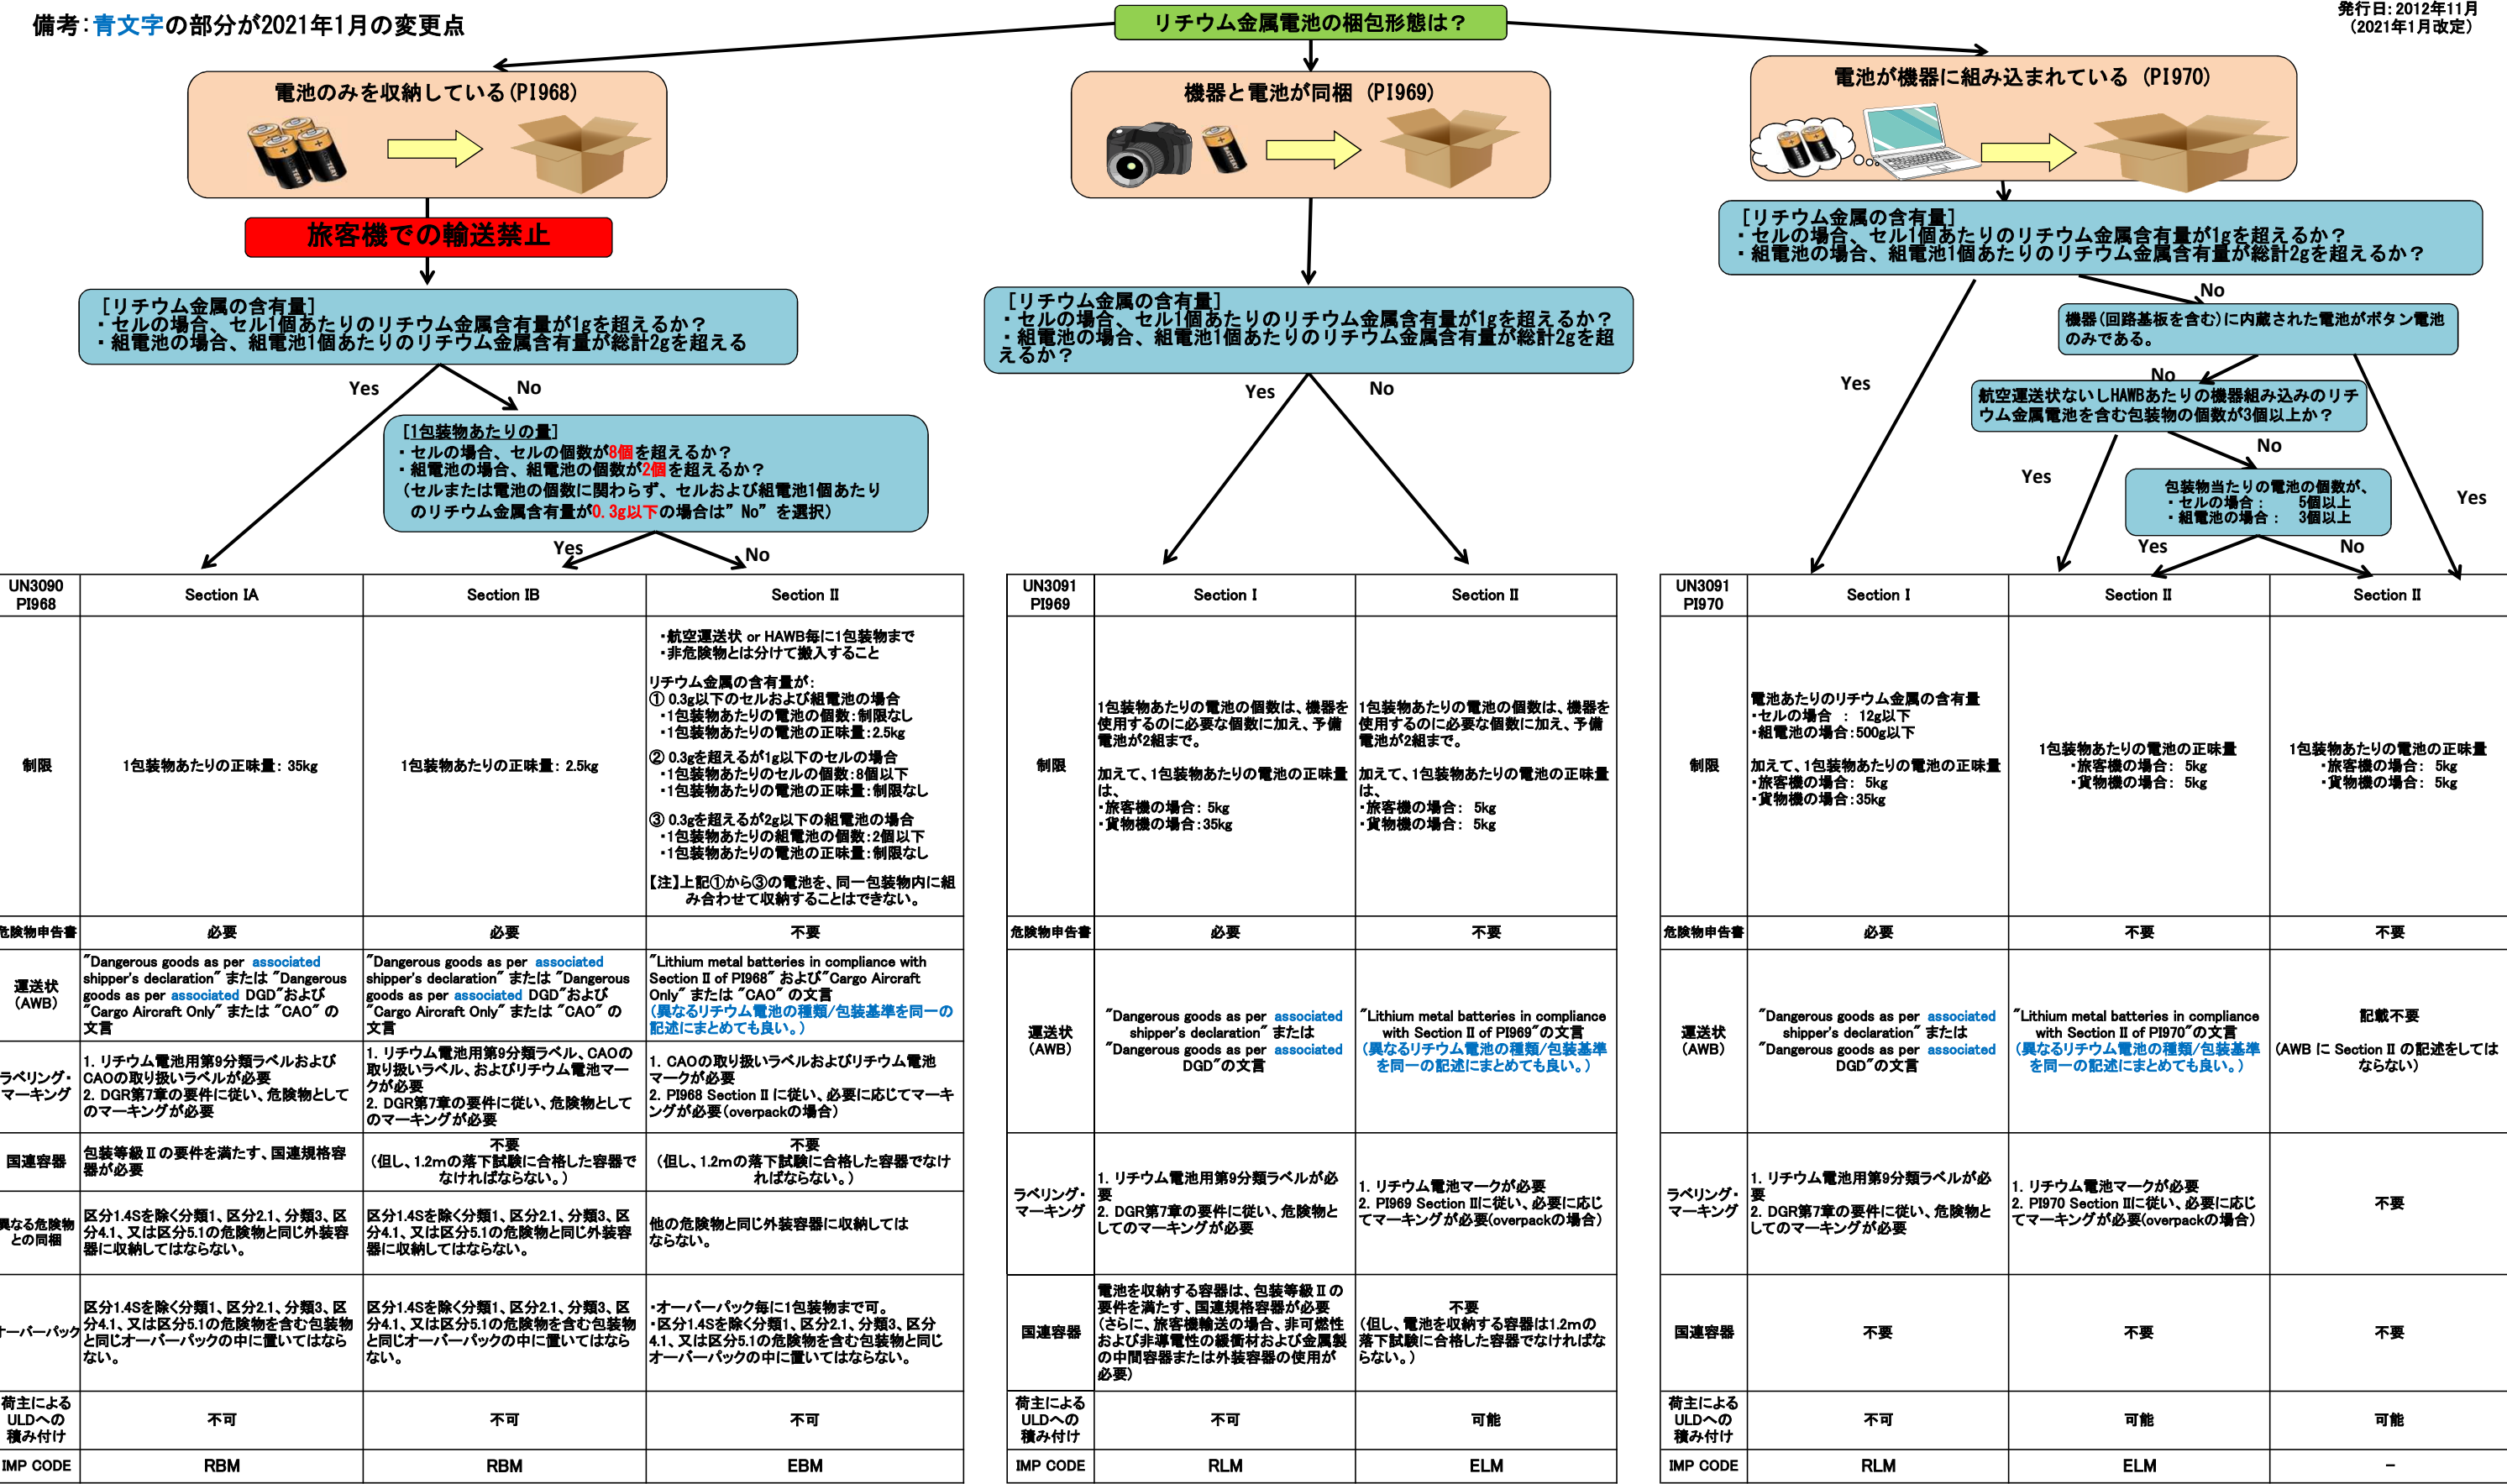 備考：青文字の部分が2021年1月の変更点
リチウム金属電池の梱包形態は？
発行日：2012年11月
（2021年1月改定）
電池のみを収納している(PI968)
旅客機での輸送禁止
[リチウム金属の含有量]
・セルの場合、セル1個あたりのリチウム金属含有量が1gを超えるか？
・組電池の場合、組電池1個あたりのリチウム金属含有量が総計2gを超える
Yes
No
[1包装物あたりの量]
・セルの場合、セルの個数が8個を超えるか？
・組電池の場合、組電池の個数が2個を超えるか？
（セルまたは電池の個数に関わらず、セルおよび組電池1個あたり
のリチウム金属含有量が0.3g以下の場合は”No”を選択）
Yes
No
機器と電池が同梱 (PI969)
BATTERY
[リチウム金属の含有量]
・セルの場合、セル1個あたりのリチウム金属含有量が1gを超えるか？
・組電池の場合、組電池1個あたりのリチウム金属含有量が総計2gを超
えるか？
Yes
No
電池が機器に組み込まれている (PI970)
[リチウム金属の含有量]
・セルの場合、セル1個あたりのリチウム金属含有量が1gを超えるか？
・組電池の場合、組電池1個あたりのリチウム金属含有量が総計2gを超えるか？
No
機器(回路基板を含む)に内蔵された電池がボタン電池
のみである。
Yes
No
航空運送状ないしHAWBあたりの機器組み込みのリチ
ウム金属電池を含む包装物の個数が3個以上か？
No
Yes
包装物当たりの電池の個数が、
・セルの場合： 5個以上
・組電池の場合： 3個以上
Yes
Yes
No
UN3090
PI968
Section IA
Section IB
Section II
制限
1包装物あたりの正味量： 35kg
1包装物あたりの正味量： 2.5kg
・航空運送状 or HAWB毎に1包装物まで
・非危険物とは分けて搬入すること
リチウム金属の含有量が：
① 0.3g以下のセルおよび組電池の場合
・1包装物あたりの電池の個数：制限なし
・1包装物あたりの電池の正味量：2.5kg
② 0.3gを超えるが1g以下のセルの場合
・1包装物あたりのセルの個数：8個以下
・1包装物あたりの電池の正味量：制限なし
③ 0.3gを超えるが2g以下の組電池の場合
・1包装物あたりの組電池の個数：2個以下
・1包装物あたりの電池の正味量：制限なし
【注】上記①から③の電池を、同一包装物内に組
み合わせて収納することはできない。
危険物申告書
必要
必要
不要
運送状
（AWB）
"Dangerous goods as per associated
shipper's declaration" または "Dangerous
goods as per associated DGD"および
"Cargo Aircraft Only" または "CAO" の
文言
"Dangerous goods as per associated
shipper's declaration" または "Dangerous
goods as per associated DGD"および
"Cargo Aircraft Only" または "CAO" の
文言
"Lithium metal batteries in compliance with
Section II of PI968" および"Cargo Aircraft
Only" または "CAO" の文言
（異なるリチウム電池の種類/包装基準を同一の
記述にまとめても良い。）
ラベリング・
マーキング
1. リチウム電池用第9分類ラベルおよび
CAOの取り扱いラベルが必要
2. DGR第7章の要件に従い、危険物として
のマーキングが必要
1. リチウム電池用第9分類ラベル、CAOの
取り扱いラベル、およびリチウム電池マー
クが必要
2. DGR第7章の要件に従い、危険物として
のマーキングが必要
1. CAOの取り扱いラベルおよびリチウム電池
マークが必要
2. PI968 Section II に従い、必要に応じてマーキ
ングが必要(overpackの場合)
国連容器
包装等級Ⅱの要件を満たす、国連規格容
器が必要
不要
（但し、1.2mの落下試験に合格した容器で
なければならない。）
不要
（但し、1.2mの落下試験に合格した容器でなけ
ればならない。）
異なる危険物
との同梱
区分1.4Sを除く分類1、区分2.1、分類3、区
分4.1、又は区分5.1の危険物と同じ外装容
器に収納してはならない。
区分1.4Sを除く分類1、区分2.1、分類3、区
分4.1、又は区分5.1の危険物と同じ外装容
器に収納してはならない。
他の危険物と同じ外装容器に収納しては
ならない。
オーバーパック
区分1.4Sを除く分類1、区分2.1、分類3、区
分4.1、又は区分5.1の危険物を含む包装物
と同じオーバーパックの中に置いてはなら
ない。
区分1.4Sを除く分類1、区分2.1、分類3、区
分4.1、又は区分5.1の危険物を含む包装物
と同じオーバーパックの中に置いてはなら
ない。
・オーバーパック毎に1包装物まで可。
・区分1.4Sを除く分類1、区分2.1、分類3、区分
4.1、又は区分5.1の危険物を含む包装物と同じ
オーバーパックの中に置いてはならない。
荷主による
ULDへの
積み付け
不可
不可
不可
IMP CODE
RBM
RBM
EBM
UN3091
PI969
Section I
Section II
制限
1包装物あたりの電池の個数は、機器を
使用するのに必要な個数に加え、予備
電池が2組まで。
加えて、1包装物あたりの電池の正味量
は、
・旅客機の場合： 5kg
・貨物機の場合：35kg
1包装物あたりの電池の個数は、機器を
使用するのに必要な個数に加え、予備
電池が2組まで。
加えて、1包装物あたりの電池の正味量
は、
・旅客機の場合： 5kg
・貨物機の場合： 5kg
危険物申告書
必要
不要
運送状
（AWB）
"Dangerous goods as per associated
shipper's declaration" または
"Dangerous goods as per associated
DGD"の文言
"Lithium metal batteries in compliance
with Section II of PI969"の文言
（異なるリチウム電池の種類/包装基準
を同一の記述にまとめても良い。）
ラベリング・
マーキング
1. リチウム電池用第9分類ラベルが必
要
2. DGR第7章の要件に従い、危険物と
してのマーキングが必要
1. リチウム電池マークが必要
2. PI969 Section IIに従い、必要に応じ
てマーキングが必要(overpackの場合)
国連容器
電池を収納する容器は、包装等級Ⅱの
要件を満たす、国連規格容器が必要
（さらに、旅客機輸送の場合、非可燃性
および非導電性の緩衝材および金属製
の中間容器または外装容器の使用が
必要）
不要
（但し、電池を収納する容器は1.2mの
落下試験に合格した容器でなければな
らない。）
荷主による
ULDへの
積み付け
不可
可能
IMP CODE
RLM
ELM
UN3091
PI970
Section I
Section II
Section II
制限
電池あたりのリチウム金属の含有量
・セルの場合 ： 12g以下
・組電池の場合：500g以下
加えて、1包装物あたりの電池の正味量
・旅客機の場合： 5kg
・貨物機の場合：35kg
1包装物あたりの電池の正味量
・旅客機の場合： 5kg
・貨物機の場合： 5kg
1包装物あたりの電池の正味量
・旅客機の場合： 5kg
・貨物機の場合： 5kg
危険物申告書
必要
不要
不要
運送状
（AWB）
"Dangerous goods as per associated
shipper's declaration" または
"Dangerous goods as per associated
DGD"の文言
"Lithium metal batteries in compliance
with Section II of PI970"の文言
（異なるリチウム電池の種類/包装基準
を同一の記述にまとめても良い。）
記載不要
（AWB に Section II の記述をしては
ならない）
ラベリング・
マーキング
1. リチウム電池用第9分類ラベルが必
要
2. DGR第7章の要件に従い、危険物と
してのマーキングが必要
1. リチウム電池マークが必要
2. PI970 Section IIに従い、必要に応じ
てマーキングが必要(overpackの場合)
不要
国連容器
不要
不要
不要
荷主による
ULDへの
積み付け
不可
可能
可能
IMP CODE
RLM
ELM
－